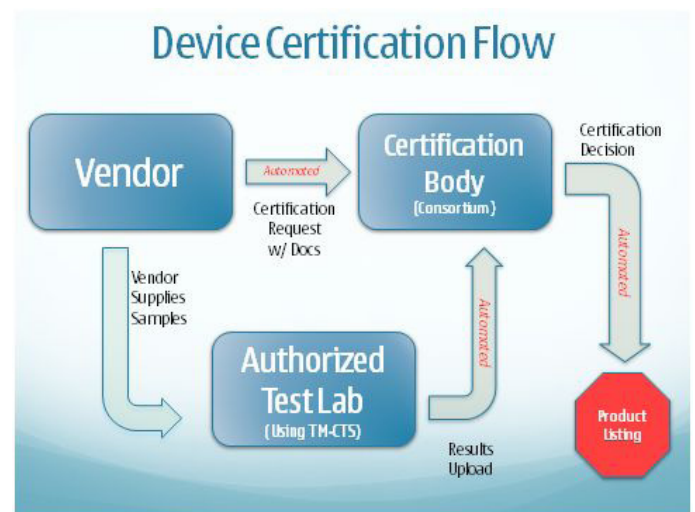 Device Certification Flow
Vendor
Automated
Certification
Request
w/ Docs
Certification
Body
(Consortium)
Certification
Decision
Automated
Vendor
Supplies
Samples
Authorized
Test Lab
(Using TM-CTS)
Automated
Results
Upload
Product
Listing